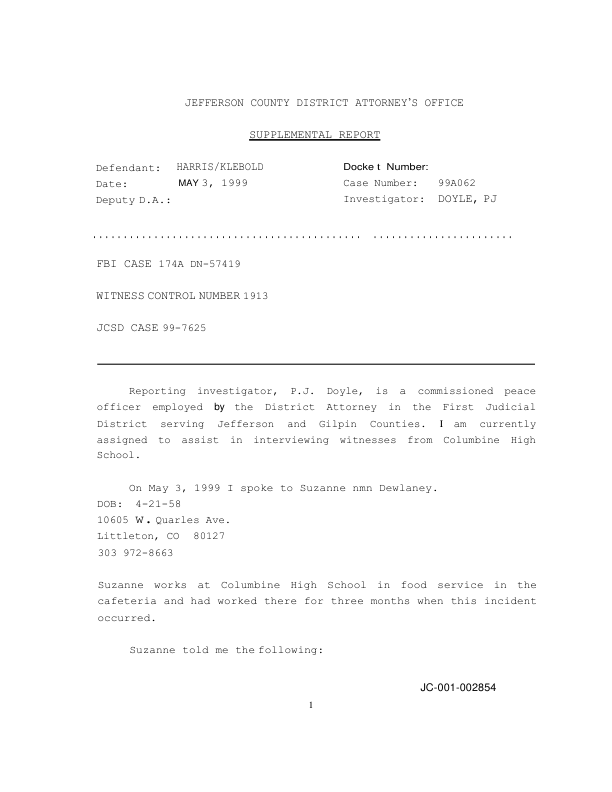 JEFFERSON COUNTY DISTRICT ATTORNEY'S OFFICE
SUPPLEMENTAL REPORT
Defendant: HARRIS/KLEBOLD Docke t Number:
Date: MAY 3, 1999 Case Number: 99A062
Deputy D.A.: Investigator: DOYLE, PJ
FBI CASE 174A DN-57419
WITNESS CONTROL NUMBER 1913
JCSD CASE 99-7625
Reporting investigator, P.J. Doyle, is a commissioned peace
officer employed by the District Attorney in the First Judicial
District serving Jefferson and Gilpin Counties. I am currently
assigned to assist in interviewing witnesses from Columbine High
School.
On May 3, 1999 I spoke to Suzanne nmn Dewlaney.
DOB: 4-21-58
10605 W. Quarles Ave.
Littleton, CO 80127
303 972-8663
Suzanne works at Columbine High School in food service in the
cafeteria and had worked there for three months when this incident
occurred.
Suzanne told me the following:
JC-001-002854
1